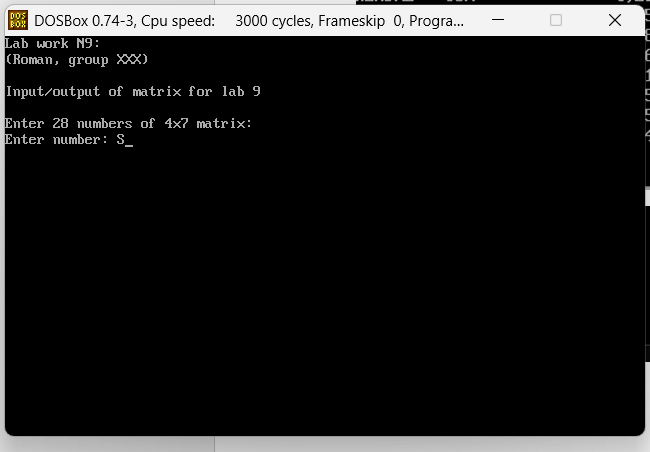 DOSBox 0.74-3, Cpu speed: 3000 cycles, Frameskip 0, Progra...
Lab work N9:
(Roman, group XXX)
Input/output of matrix for lab 9
Enter 28 numbers of 4x7 matrix:
Enter number: S_